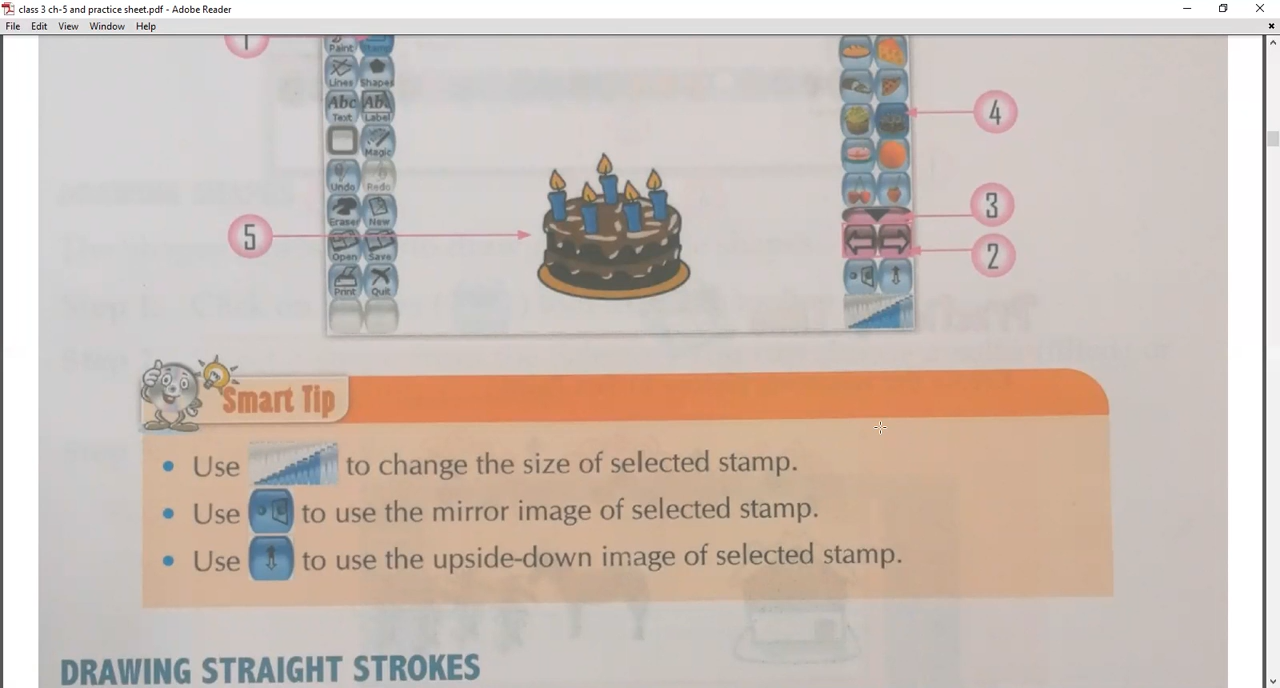 class 3 ch-5 and practice sheet.pdf - Adobe Reader
File Edit View Window Help
1
Paint
Lines Shapes
Abc Abc
Text Label
Magic
Undo Redo
Eraser New
Open Save
Print Quit
4
3
2
5
Smart Tip
• Use to change the size of selected stamp.
• Use to use the mirror image of selected stamp.
• Use to use the upside-down image of selected stamp.
DRAWING STRAIGHT STROKES